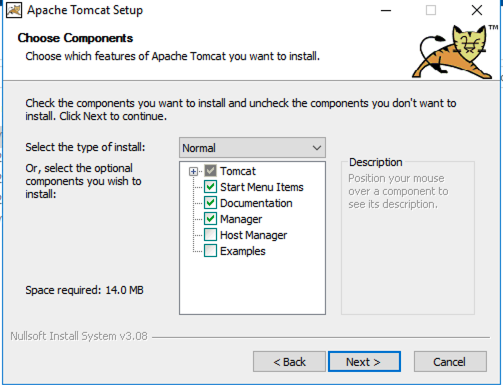 Apache Tomcat Setup
Choose Components
Choose which features of Apache Tomcat you want to install.
TM
Check the components you want to install and uncheck the components you don't want to
install. Click Next to continue.
Select the type of install:
Normal
Or, select the optional
components you wish to
install:
Tomcat
Start Menu Items
Documentation
Manager
Host Manager
Examples
Description
Position your mouse
over a component to
see its description.
Space required: 14.0 MB
Nullsoft Install System v3.08
< Back
Next >
Cancel